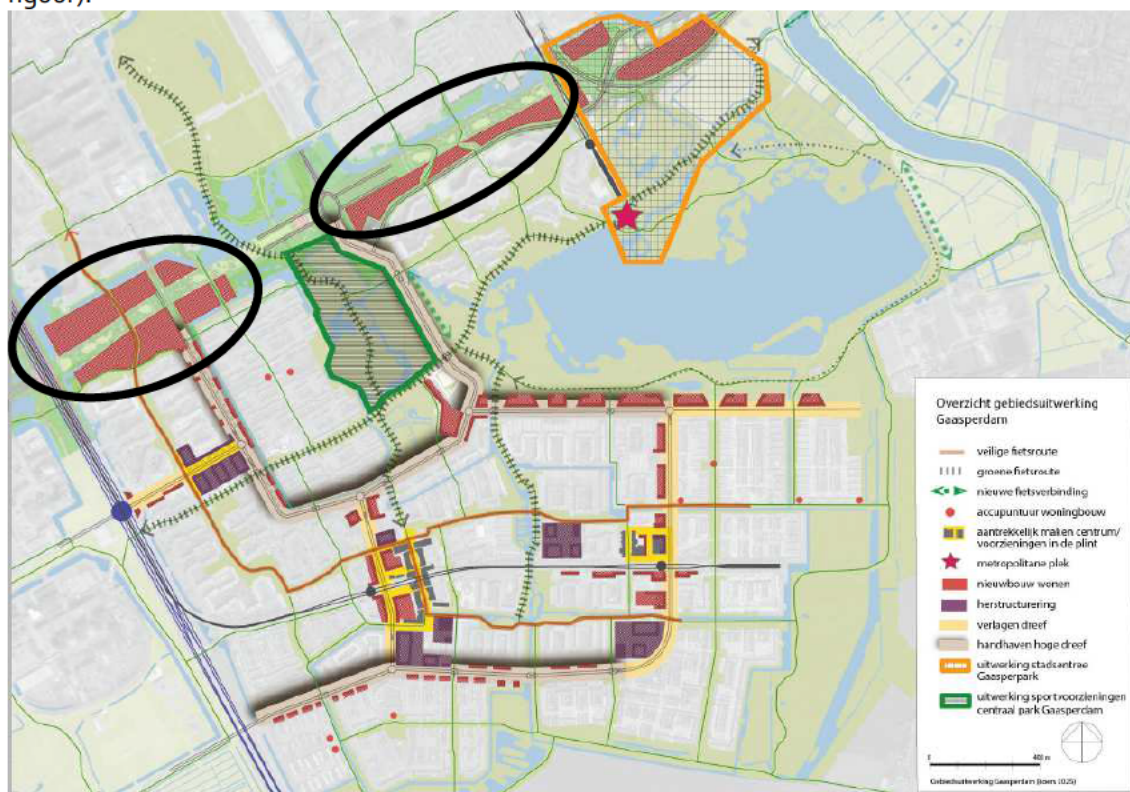 Overzicht gebiedsuitwerking
Gaasperdam
veilige fietsroute
groene fietsroute
nieuwe fietsverbinding
accupuntuur woningbouw
aantrekkelijk maken centrum/
voorzieningen in de plint
metropolitane plek
nieuwbouw wonen
herstructurering
verlagen dreef
handhaven hoge dreef
uitwerking stadsentree
Gaasperpark
uitwerking sportvoorzieningen
centraal park Gaasperdam
0 400 m
Gebiedsuitwerking Gaasperdam (koers 2025)